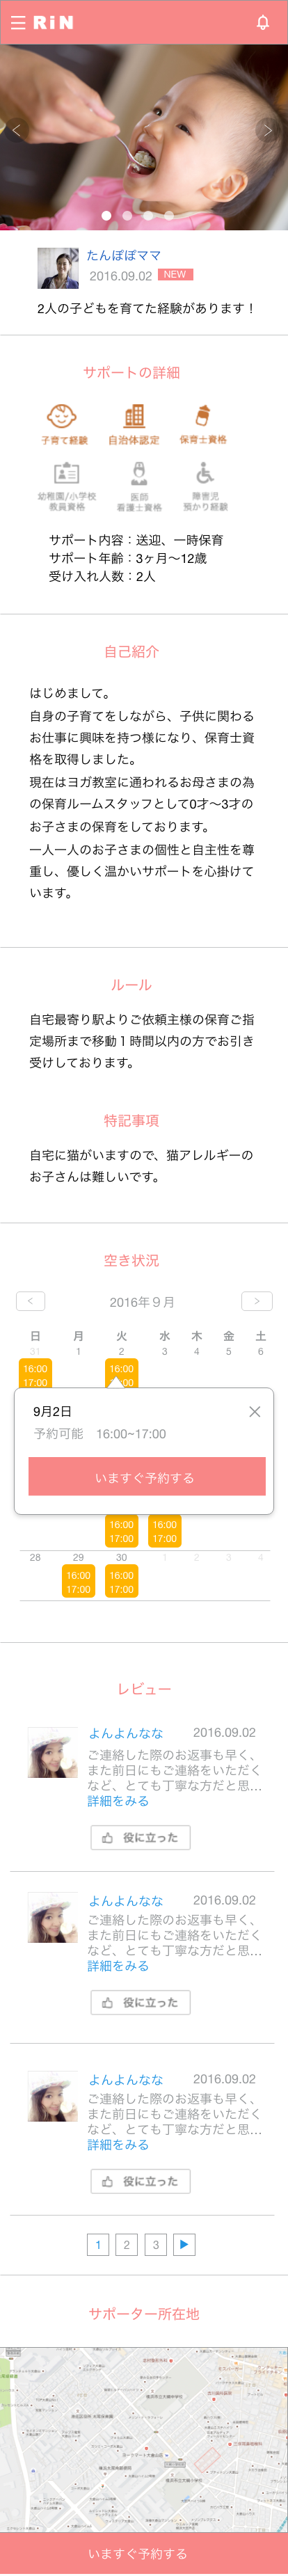 RiN
たんぽぽママ
2016.09.02 NEW
2人の子どもを育てた経験があります！
サポートの詳細
子育て経験 自治体認定 保育士資格
幼稚園/小学校 教員資格
医師 看護士資格
障害児 預かり経験
サポート内容：送迎、一時保育
サポート年齢：3ヶ月〜12歳
受け入れ人数：2人
自己紹介
はじめまして。
自身の子育てをしながら、子供に関わる
お仕事に興味を持つ様になり、保育士資
格を取得しました。
現在はヨガ教室に通われるお母さまの為
の保育ルームスタッフとして0才〜3才の
お子さまの保育をしております。
一人一人のお子さまの個性と自主性を尊
重し、優しく温かいサポートを心掛けて
います。
ルール
自宅最寄り駅よりご依頼主様の保育ご指
定場所まで移動１時間以内の方でお引き
受けしております。
特記事項
自宅に猫がいますので、猫アレルギーの
お子さんは難しいです。
空き状況
< 2016年９月 >
日 月 火 水 木 金 土
31 1 2 3 4 5 6
16:00 16:00
17:00
9月2日
予約可能 16:00~17:00
いますぐ予約する
16:00 16:00
17:00 17:00
28 29 30 1 2 3 4
16:00 16:00
17:00 17:00
レビュー
よんよんなな 2016.09.02
ご連絡した際のお返事も早く、
また前日にもご連絡をいただく
など、とても丁寧な方だと思…
詳細をみる
役に立った
よんよんなな 2016.09.02
ご連絡した際のお返事も早く、
また前日にもご連絡をいただく
など、とても丁寧な方だと思…
詳細をみる
役に立った
よんよんなな 2016.09.02
ご連絡した際のお返事も早く、
また前日にもご連絡をいただく
など、とても丁寧な方だと思…
詳細をみる
役に立った
1 2 3
サポーター所在地
いますぐ予約する